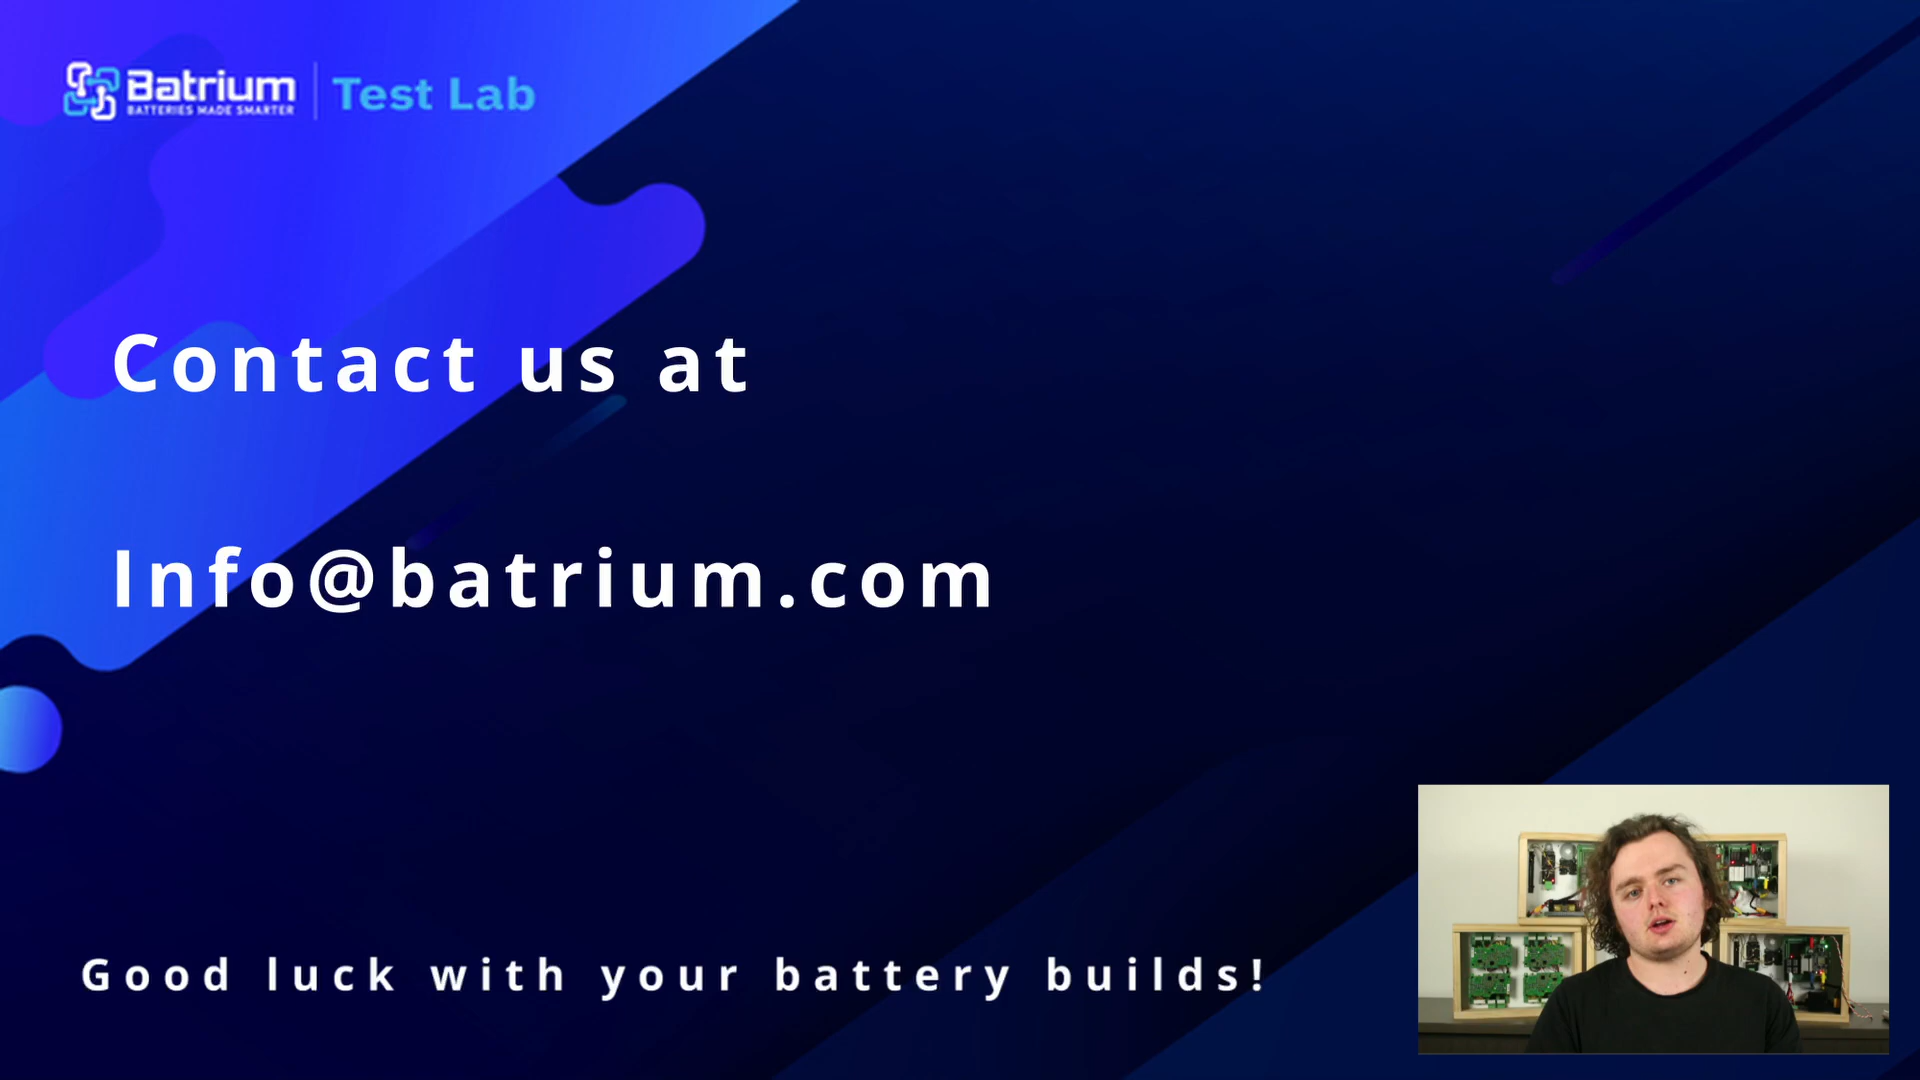 Batrium
BATTERIES MADE SMARTER
Test Lab
Contact us at
Info@batrium.com
Good luck with your battery builds!